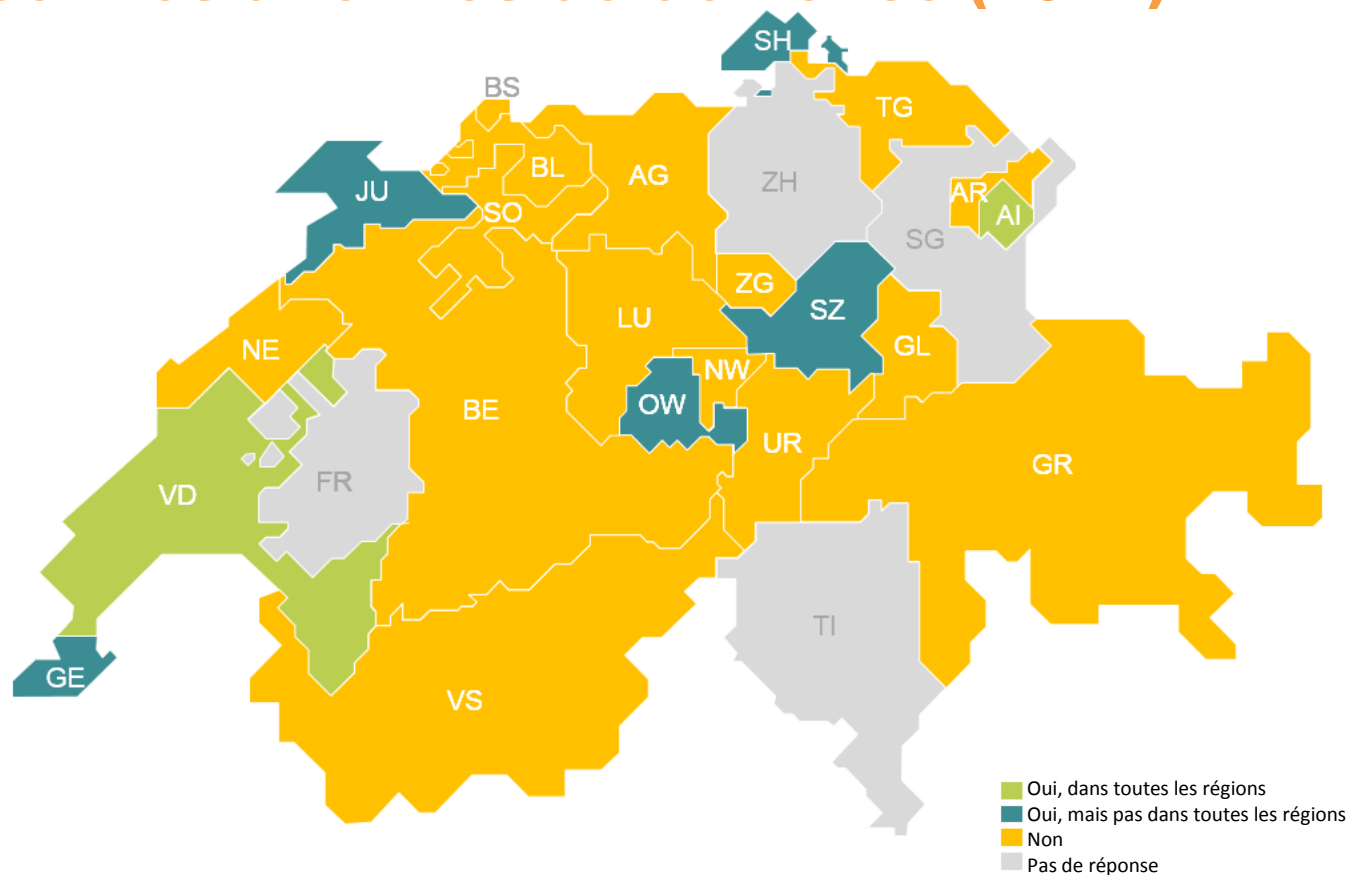 SH
BS
TG
BL
AG
ZH
JU
AR
AI
SO
SG
ZG
SZ
LU
GL
NE
NW
OW
BE
UR
GR
FR
VD
TI
GE
VS
Oui, dans toutes les régions
Oui, mais pas dans toutes les régions
Non
Pas de réponse